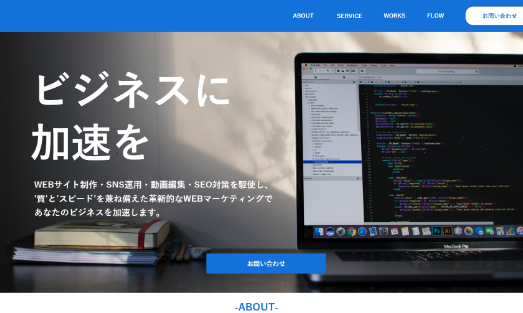 ABOUT
SERVICE
WORKS
FLOW
お問い合わせ
ビジネスに
加速を
WEBサイト制作・SNS運用・動画編集・SEO対策を駆使し、
'質'と'スピード'を兼ね備えた革新的なWEBマーケティングで
あなたのビジネスを加速します。
MacBook Pro
お問い合わせ
-ABOUT-